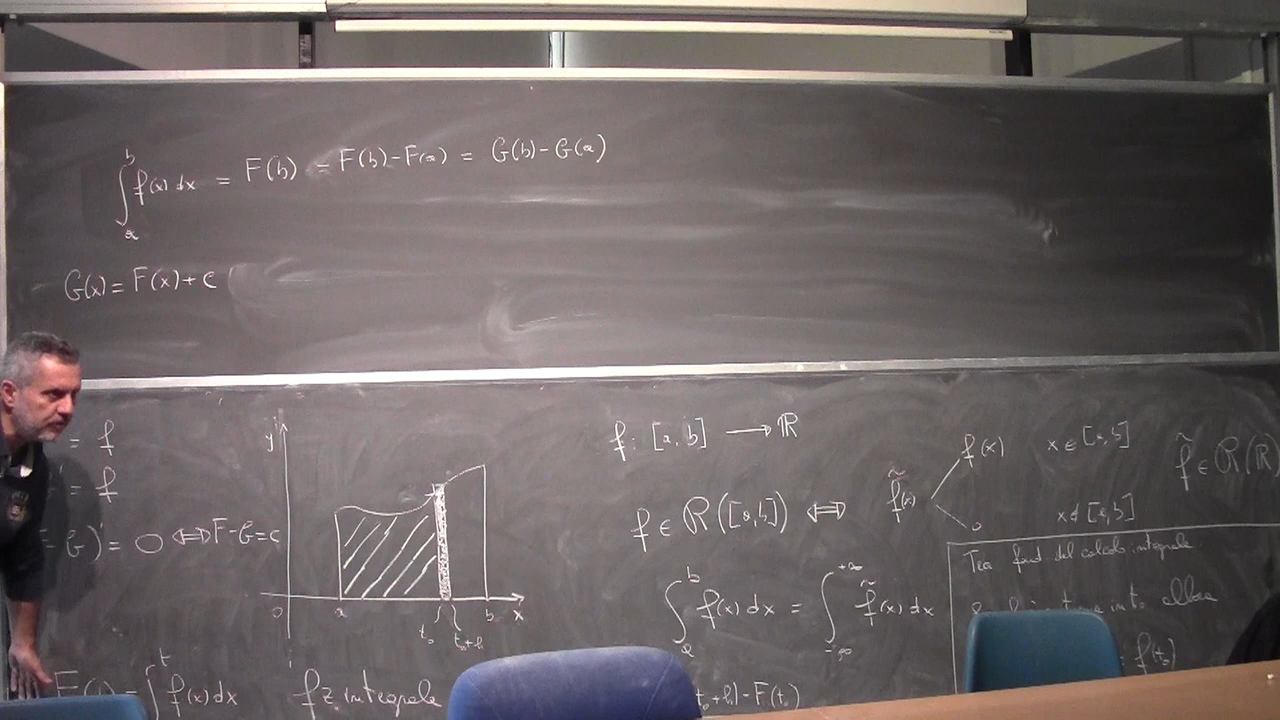 ∫_a^b f(x) dx = F(b) = F(b) - F(a) = G(b) - G(a)
G(x) = F(x) + c
= f
' = f
- G)' = 0 ⟺ F - G = c
y
0 a t₀ t₀+h b x
F( ) = ∫^t f(x) dx fz integrale
f : [a, b] ⟶ ℝ
f ∈ R([a, b]) ⟺ f̃(x)
f(x) x ∈ [a, b]
0 x ∉ [a, b]
f̃ ∈ R(ℝ)
∫_a^b f(x) dx = ∫_{-∞}^{+∞} f̃(x) dx
t₀+h) - F(t₀)
Teo fond del calcolo integrale
allora
f(t₀)